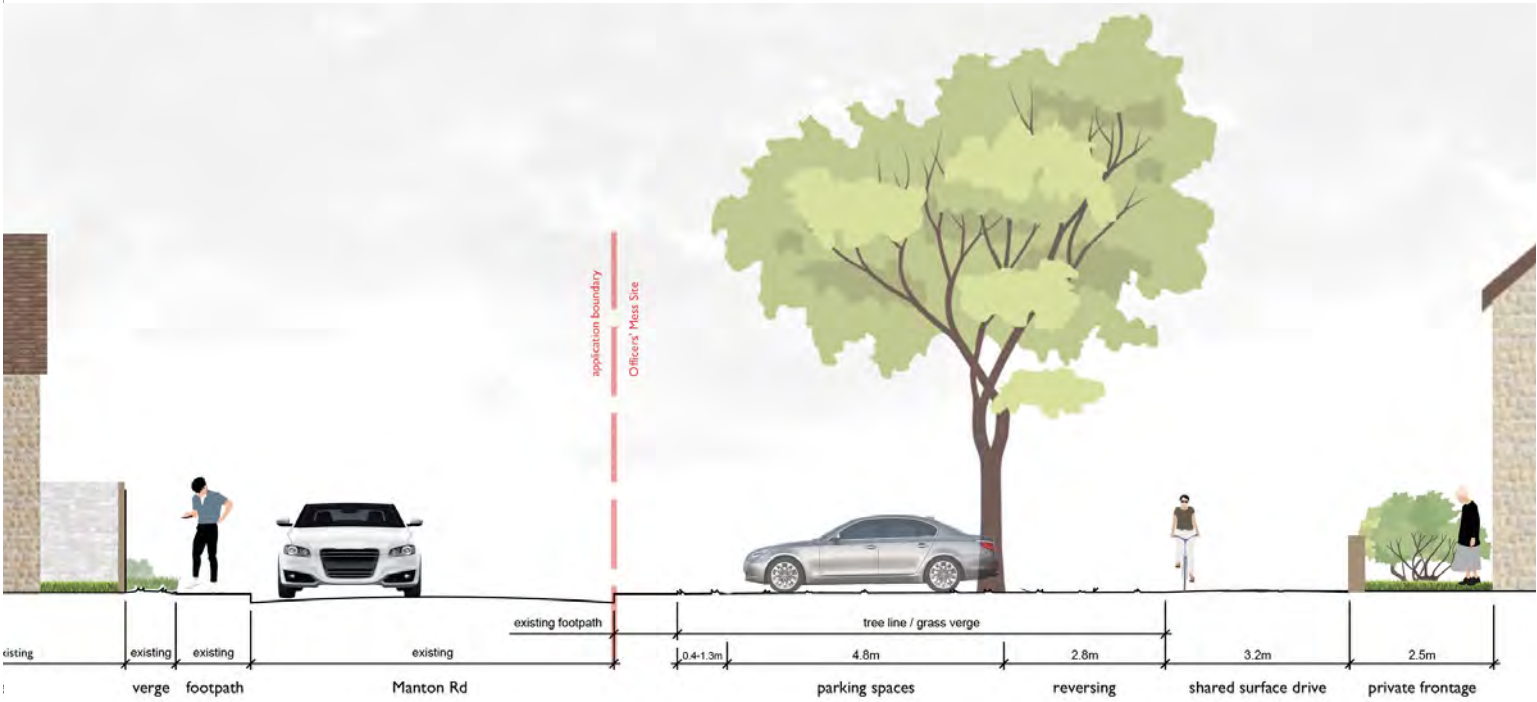 application boundary
Officers' Mess Site
existing footpath
tree line / grass verge
xisting
existing
existing
existing
0.4-1.3m
4.8m
2.8m
3.2m
2.5m
verge
footpath
Manton Rd
parking spaces
reversing
shared surface drive
private frontage